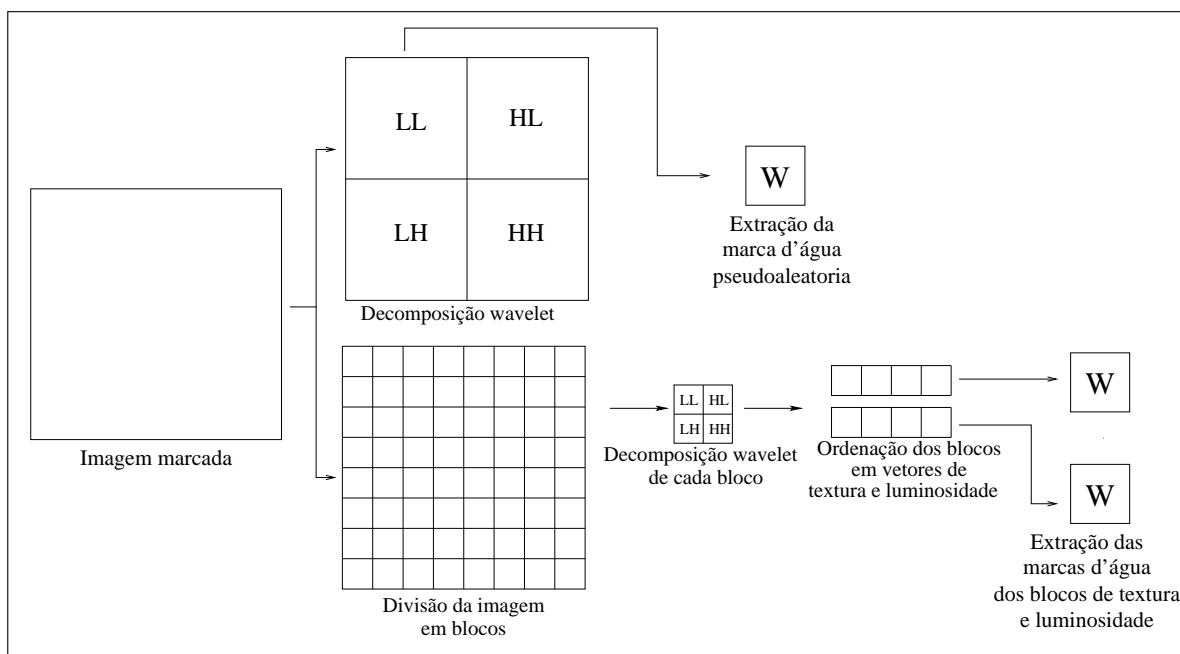 LL
HL
LH
HH
Decomposição wavelet
W
Extração da
marca d'água
pseudoaleatoria
Imagem marcada
Divisão da imagem
em blocos
LL HL
LH HH
Decomposição wavelet
de cada bloco
Ordenação dos blocos
em vetores de
textura e luminosidade
W
W
Extração das
marcas d'água
dos blocos de textura
e luminosidade